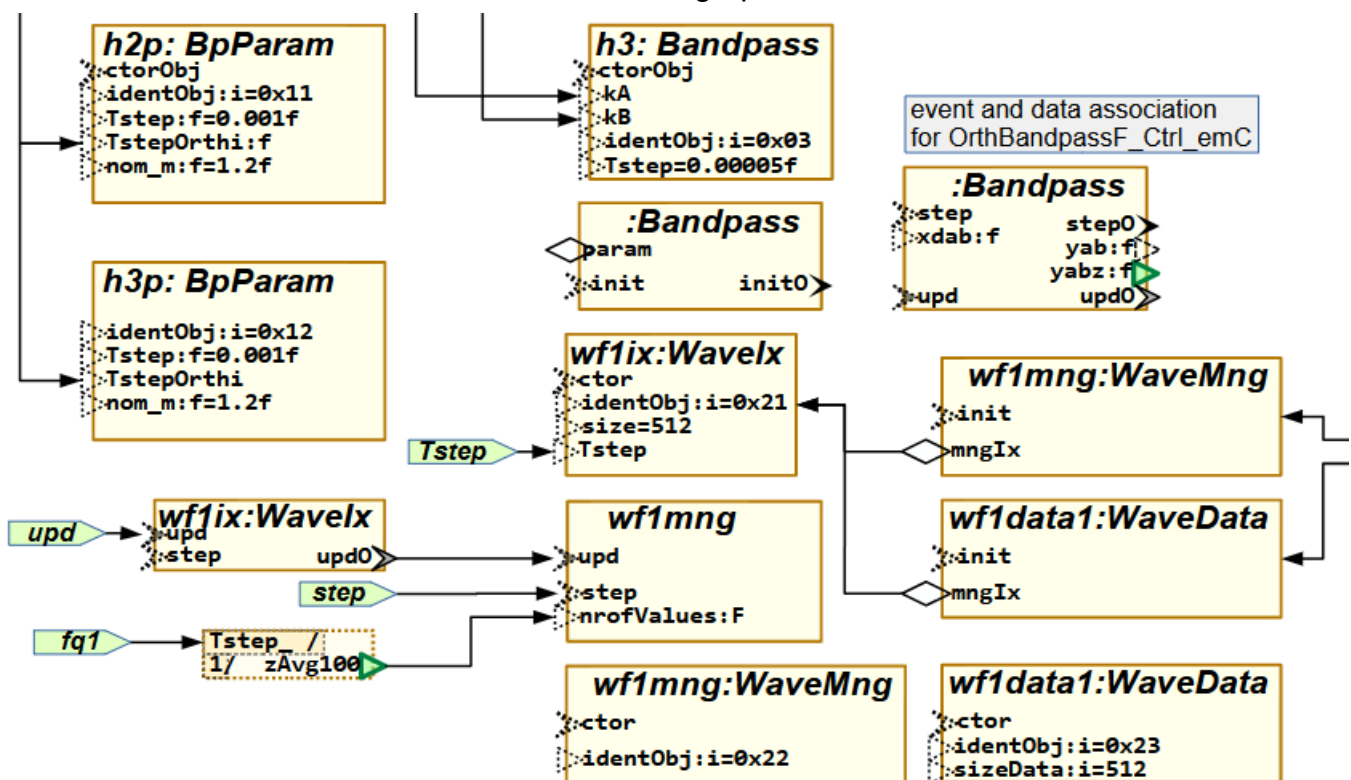 h2p: BpParam
ctorObj
identObj:i=0x11
Tstep:f=0.001f
TstepOrthi:f
nom_m:f=1.2f
h3: Bandpass
ctorObj
kA
kB
identObj:i=0x03
Tstep=0.00005f
event and data association
for OrthBandpassF_Ctrl_emC
:Bandpass
step
xdab:f
stepO
yab:f
yabz:f
upd
updO
:Bandpass
param
init
initO
h3p: BpParam
identObj:i=0x12
Tstep:f=0.001f
TstepOrthi
nom_m:f=1.2f
wf1ix:WaveIx
ctor
identObj:i=0x21
size=512
Tstep
Tstep
wf1mng:WaveMng
init
mngIx
upd
wf1ix:WaveIx
upd
step
updO
wf1mng
upd
step
nrofValues:F
step
fq1
Tstep_ /
1/ zAvg100
wf1data1:WaveData
init
mngIx
wf1mng:WaveMng
ctor
identObj:i=0x22
wf1data1:WaveData
ctor
identObj:i=0x23
sizeData:i=512